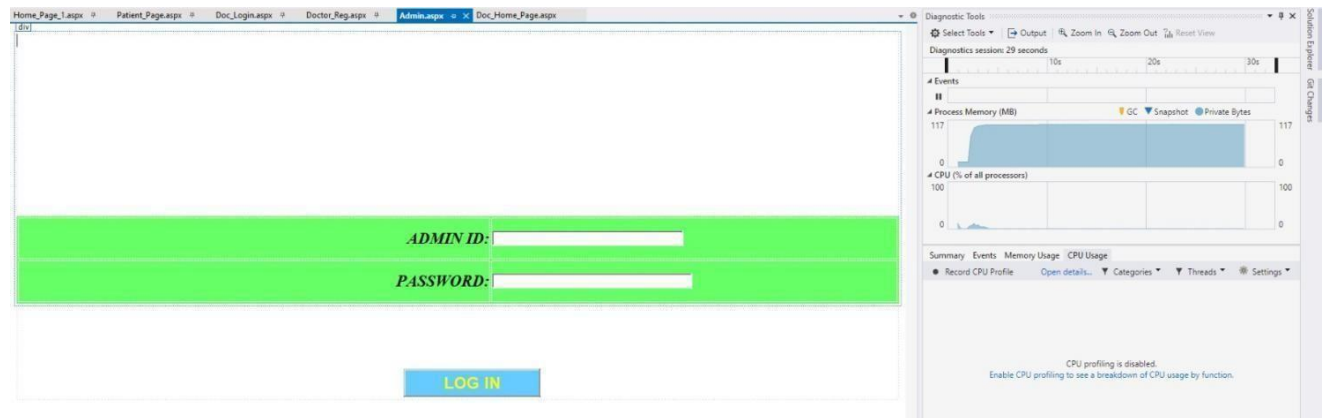 Home_Page_1.aspx Patient_Page.aspx Doc_Login.aspx Doctor_Reg.aspx Admin.aspx Doc_Home_Page.aspx
div
ADMIN ID:
PASSWORD:
LOG IN
Diagnostic Tools
Select Tools Output Zoom In Zoom Out Reset View
Diagnostics session: 29 seconds
10s 20s 30s
Events
Process Memory (MB) GC Snapshot Private Bytes
117 117
0 0
CPU (% of all processors)
100 100
0 0
Summary Events Memory Usage CPU Usage
Record CPU Profile Open details... Categories Threads Settings
CPU profiling is disabled.
Enable CPU profiling to see a breakdown of CPU usage by function.
Solution Explorer
Git Changes